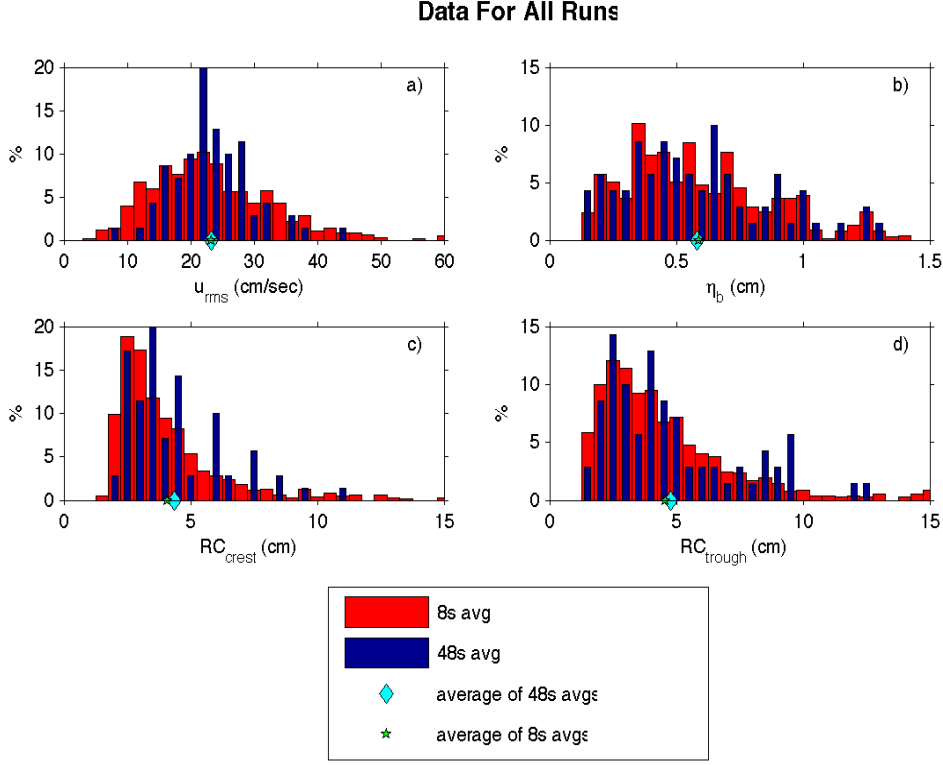 Data For All Runs
20
15
10
5
0
%
a)
0 10 20 30 40 50 60
u_rms (cm/sec)
15
10
5
0
%
b)
0 0.5 1 1.5
η_b (cm)
20
15
10
5
0
%
c)
0 5 10 15
RC_crest (cm)
15
10
5
0
%
d)
0 5 10 15
RC_trough (cm)
8s avg
48s avg
average of 48s avgs
average of 8s avgs